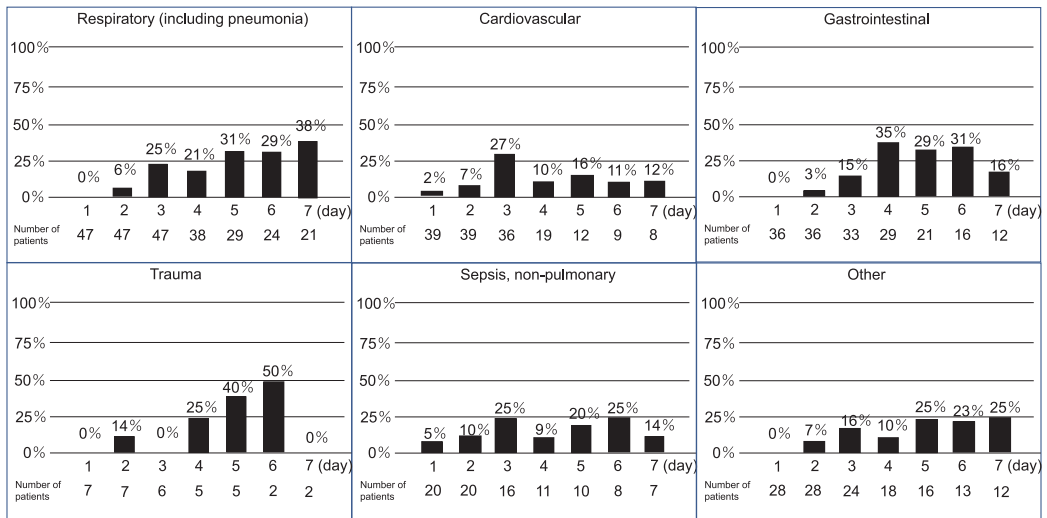 Respiratory (including pneumonia)
100%
75%
50%
25%
0%
0%
6%
25%
21%
31%
29%
38%
1 2 3 4 5 6 7 (day)
Number of
patients
47 47 47 38 29 24 21
Cardiovascular
100%
75%
50%
25%
0%
2%
7%
27%
10%
16%
11%
12%
1 2 3 4 5 6 7 (day)
Number of
patients
39 39 36 19 12 9 8
Gastrointestinal
100%
75%
50%
25%
0%
0%
3%
15%
35%
29%
31%
16%
1 2 3 4 5 6 7 (day)
Number of
patients
36 36 33 29 21 16 12
Trauma
100%
75%
50%
25%
0%
0%
14%
0%
25%
40%
50%
0%
1 2 3 4 5 6 7 (day)
Number of
patients
7 7 6 5 5 2 2
Sepsis, non-pulmonary
100%
75%
50%
25%
0%
5%
10%
25%
9%
20%
25%
14%
1 2 3 4 5 6 7 (day)
Number of
patients
20 20 16 11 10 8 7
Other
100%
75%
50%
25%
0%
0%
7%
16%
10%
25%
23%
25%
1 2 3 4 5 6 7 (day)
Number of
patients
28 28 24 18 16 13 12